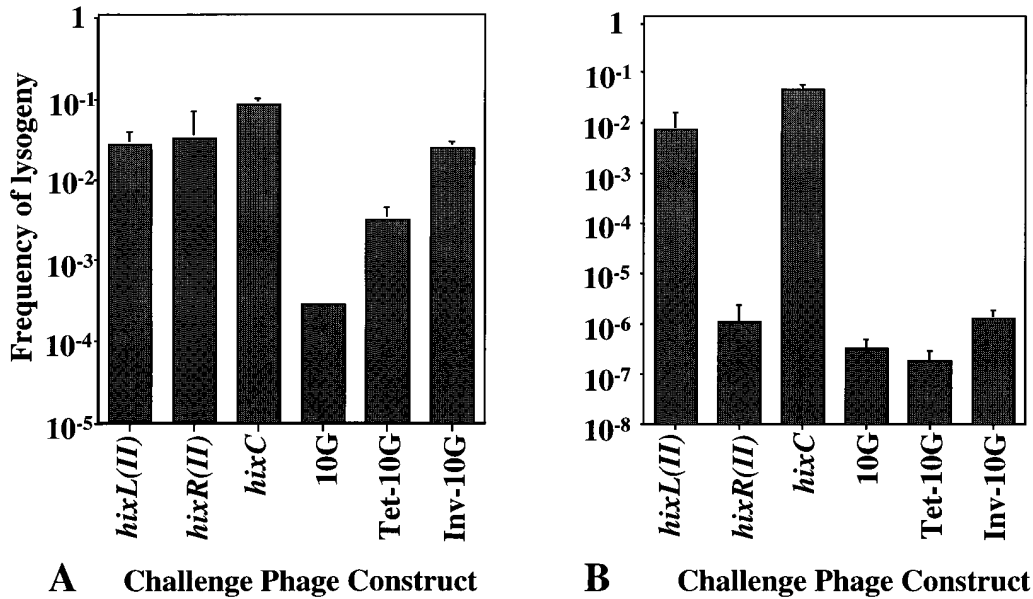 Frequency of lysogeny
1
10-1
10-2
10-3
10-4
10-5
hixL(II)
hixR(II)
hixC
10G
Tet-10G
Inv-10G
A Challenge Phage Construct
1
10-1
10-2
10-3
10-4
10-5
10-6
10-7
10-8
hixL(II)
hixR(II)
hixC
10G
Tet-10G
Inv-10G
B Challenge Phage Construct